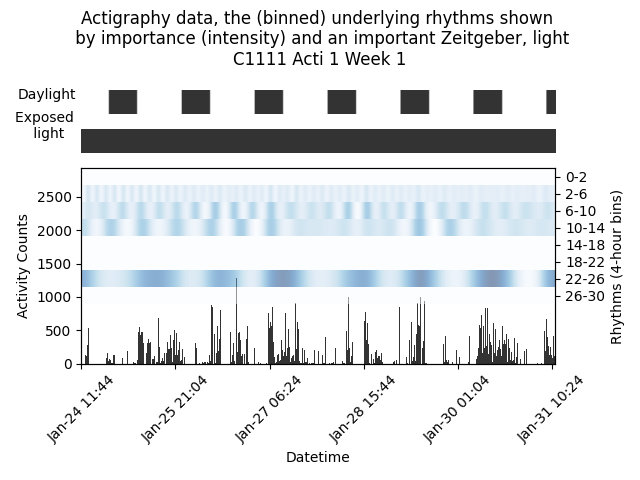 Actigraphy data, the (binned) underlying rhythms shown
by importance (intensity) and an important Zeitgeber, light
C1111 Acti 1 Week 1
Daylight
Exposed
light
2500
2000
1500
1000
500
0
Activity Counts
0-2
2-6
6-10
10-14
14-18
18-22
22-26
26-30
Rhythms (4-hour bins)
Jan-24 11:44
Jan-25 21:04
Jan-27 06:24
Jan-28 15:44
Jan-30 01:04
Jan-31 10:24
Datetime